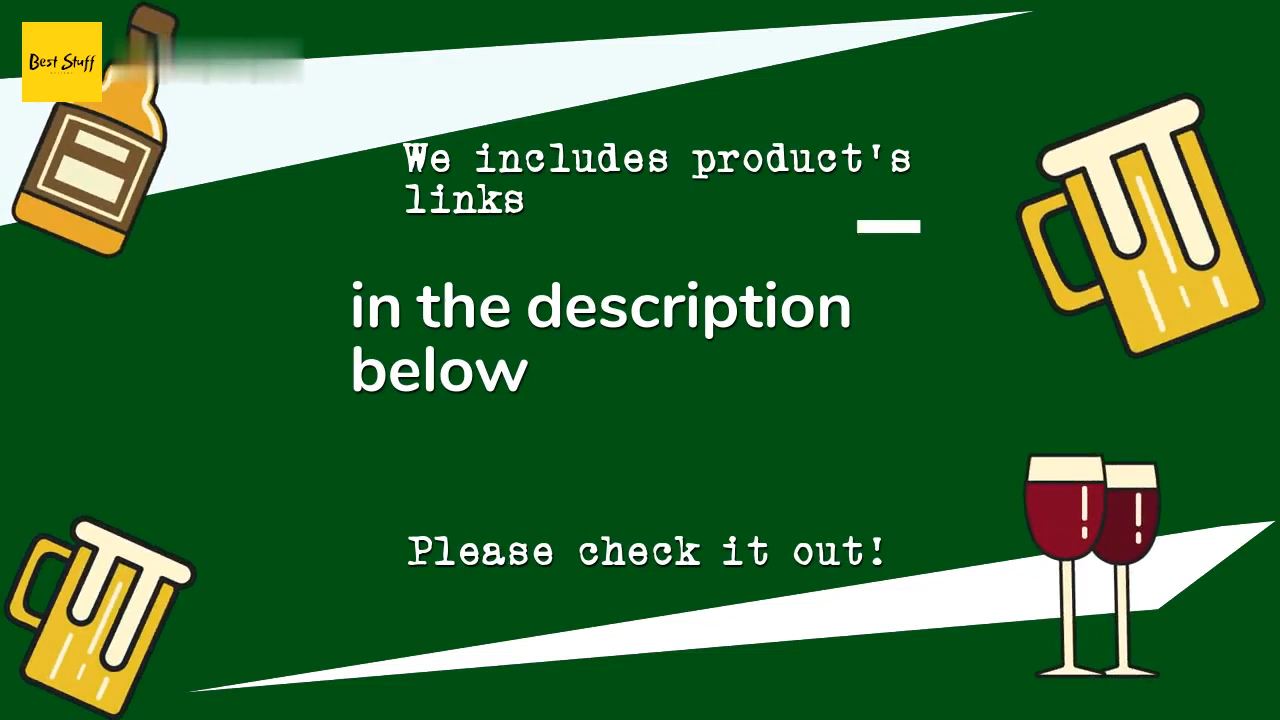 Best Stuff
We includes product's
links
in the description
below
Please check it out!